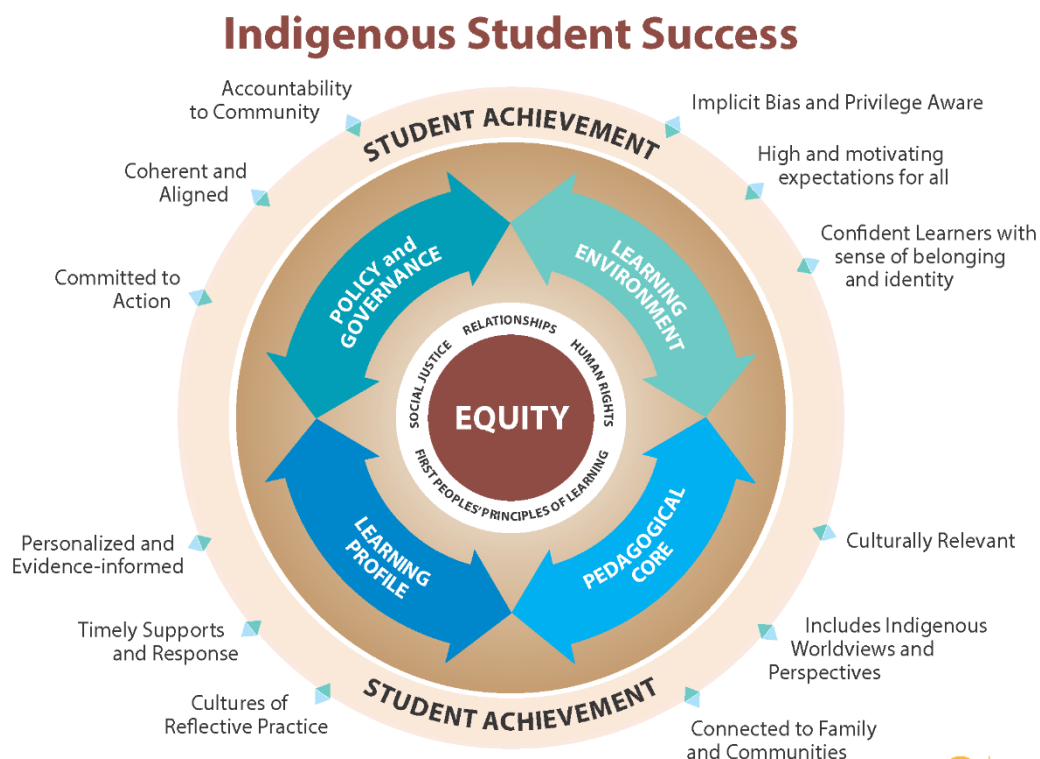 Indigenous Student Success
STUDENT ACHIEVEMENT
Accountability
to Community
Coherent and
Aligned
Committed to
Action
Implicit Bias and Privilege Aware
High and motivating
expectations for all
Confident Learners with
sense of belonging
and identity
POLICY and
GOVERNANCE
LEARNING
ENVIRONMENT
SOCIAL JUSTICE
RELATIONSHIPS
HUMAN RIGHTS
EQUITY
FIRST PEOPLES' PRINCIPLES OF LEARNING
LEARNING
PROFILE
PEDAGOGICAL
CORE
Personalized and
Evidence-informed
Timely Supports
and Response
Cultures of
Reflective Practice
Culturally Relevant
Includes Indigenous
Worldviews and
Perspectives
Connected to Family
and Communities
STUDENT ACHIEVEMENT